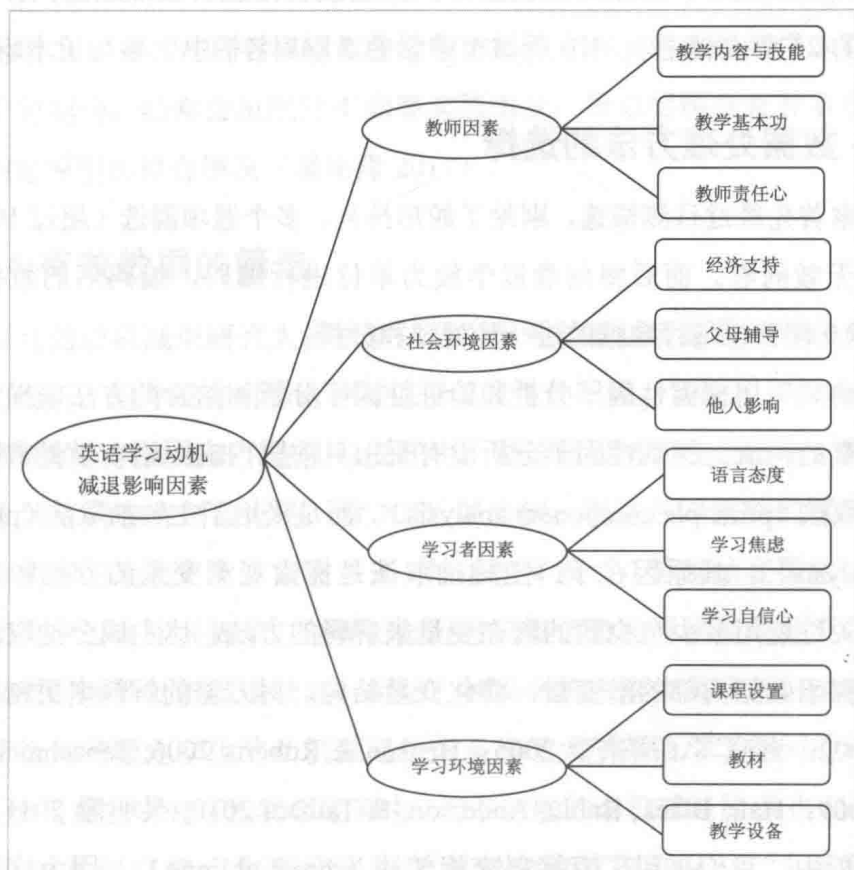 教学内容与技能
教师因素
教学基本功
教师责任心
经济支持
社会环境因素
父母辅导
他人影响
英语学习动机
减退影响因素
语言态度
学习者因素
学习焦虑
学习自信心
课程设置
学习环境因素
教材
教学设备